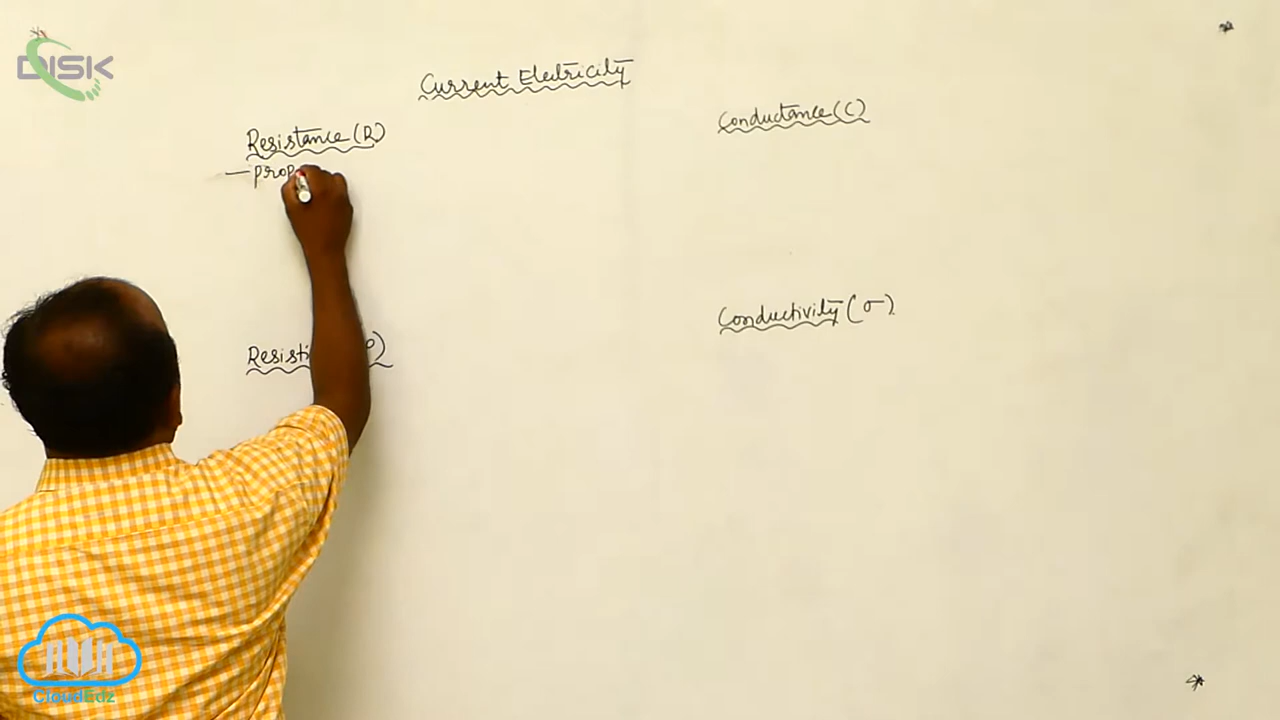 DISK
Current Electricity
Resistance (R)
Conductance (C)
— prop
Conductivity (σ)
CloudEdz